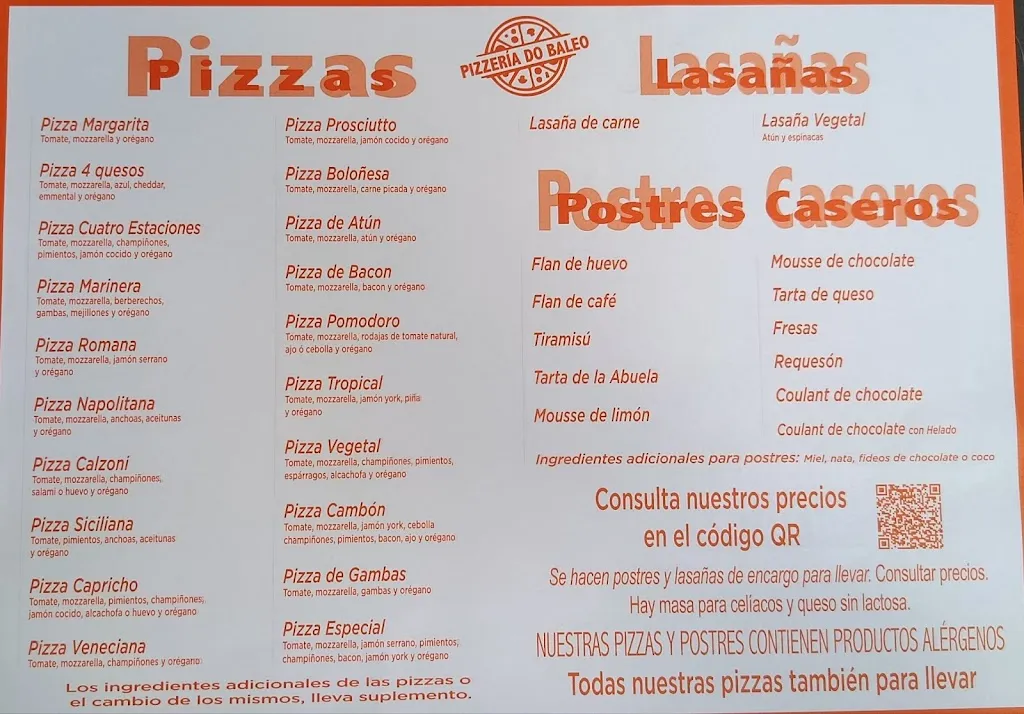 Pizzas
PIZZERÍA DO BALEO
Pizza Margarita
Tomate, mozzarella y orégano
Pizza 4 quesos
Tomate, mozzarella, azul, cheddar,
emmental y orégano
Pizza Cuatro Estaciones
Tomate, mozzarella, champiñones,
pimientos, jamón cocido y orégano
Pizza Marinera
Tomate, mozzarella, berberechos,
gambas, mejillones y orégano
Pizza Romana
Tomate, mozzarella, jamón serrano
y orégano
Pizza Napolitana
Tomate, mozzarella, anchoas, aceitunas
y orégano
Pizza Calzoní
Tomate, mozzarella, champiñones,
salami o huevo y orégano
Pizza Siciliana
Tomate, pimientos, anchoas, aceitunas
y orégano
Pizza Capricho
Tomate, mozzarella, pimientos, champiñones,
jamón cocido, alcachofa o huevo y orégano
Pizza Veneciana
Tomate, mozzarella, champiñones y orégano
Pizza Prosciutto
Tomate, mozzarella, jamón cocido y orégano
Pizza Boloñesa
Tomate, mozzarella, carne picada y orégano
Pizza de Atún
Tomate, mozzarella, atún y orégano
Pizza de Bacon
Tomate, mozzarella, bacon y orégano
Pizza Pomodoro
Tomate, mozzarella, rodajas de tomate natural,
ajo ó cebolla y orégano
Pizza Tropical
Tomate, mozzarella, jamón york, piña
y orégano
Pizza Vegetal
Tomate, mozzarella, champiñones, pimientos,
espárragos, alcachofa y orégano
Pizza Cambón
Tomate, mozzarella, jamón york, cebolla
champiñones, pimientos, bacon, ajo y orégano
Pizza de Gambas
Tomate, mozzarella, gambas y orégano
Pizza Especial
Tomate, mozzarella, jamón serrano, pimientos,
champiñones, bacon, jamón york y orégano
Los ingredientes adicionales de las pizzas o
el cambio de los mismos, lleva suplemento.
Lasañas
Lasaña de carne
Lasaña Vegetal
Atún y espinacas
Postres Caseros
Flan de huevo
Flan de café
Tiramisú
Tarta de la Abuela
Mousse de limón
Mousse de chocolate
Tarta de queso
Fresas
Requesón
Coulant de chocolate
Coulant de chocolate con Helado
Ingredientes adicionales para postres: Miel, nata, fideos de chocolate o coco
Consulta nuestros precios
en el código QR
Se hacen postres y lasañas de encargo para llevar. Consultar precios.
Hay masa para celíacos y queso sin lactosa.
NUESTRAS PIZZAS Y POSTRES CONTIENEN PRODUCTOS ALÉRGENOS
Todas nuestras pizzas también para llevar